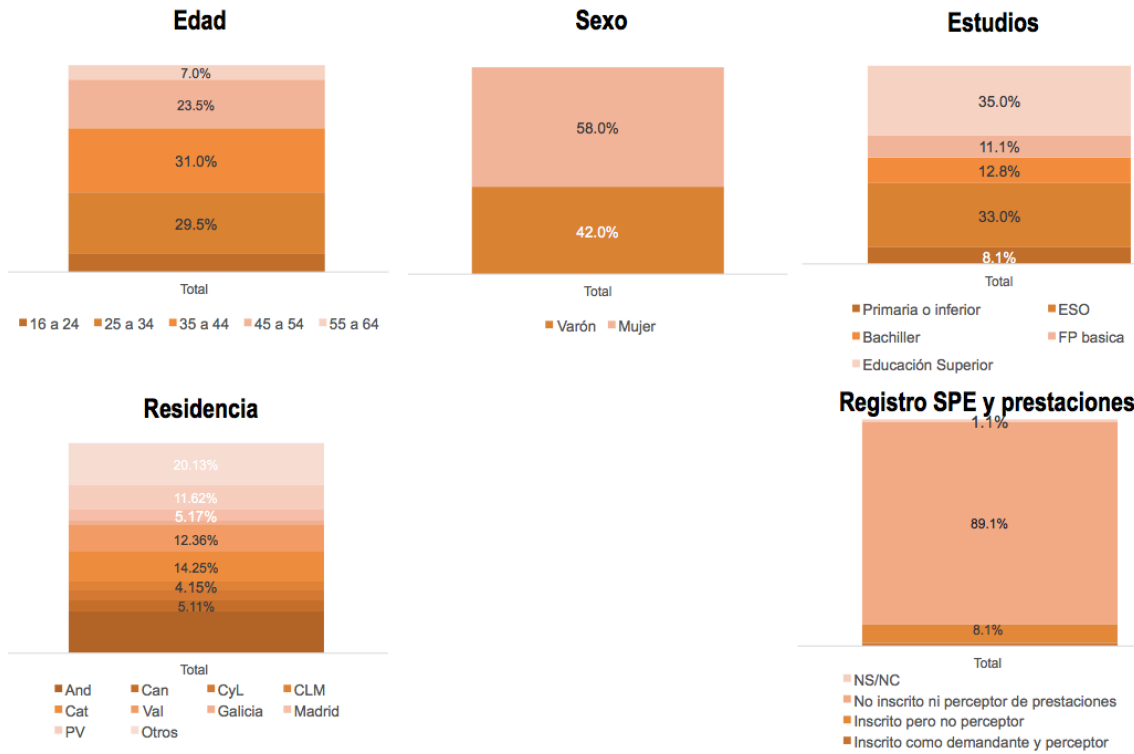 Edad
7.0%
23.5%
31.0%
29.5%
Total
16 a 24 25 a 34 35 a 44 45 a 54 55 a 64
Sexo
58.0%
42.0%
Total
Varón Mujer
Estudios
35.0%
11.1%
12.8%
33.0%
8.1%
Total
Primaria o inferior ESO
Bachiller FP basica
Educación Superior
Residencia
20.13%
11.62%
5.17%
12.36%
14.25%
4.15%
5.11%
Total
And Can CyL CLM
Cat Val Galicia Madrid
PV Otros
Registro SPE y prestaciones
1.1%
89.1%
8.1%
Total
NS/NC
No inscrito ni perceptor de prestaciones
Inscrito pero no perceptor
Inscrito como demandante y perceptor